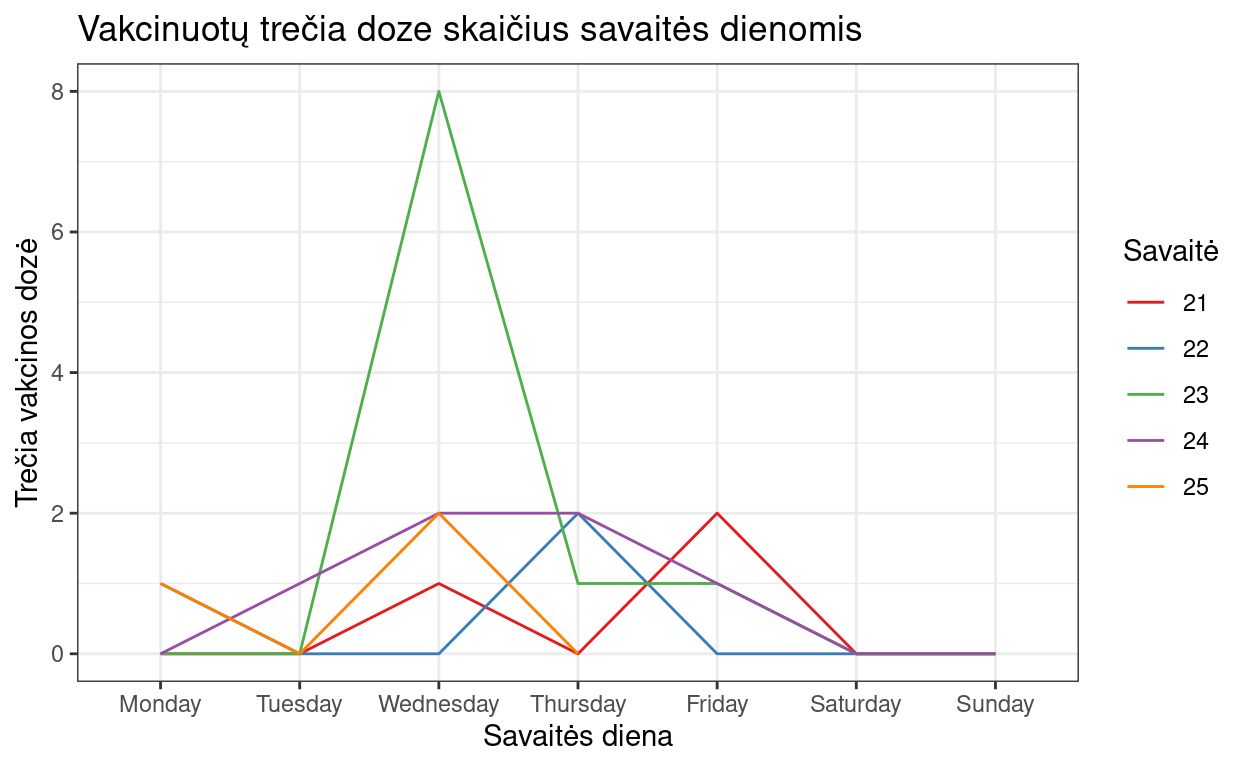 Vakcinuotų trečia doze skaičius savaitės dienomis
Trečia vakcinos dozė
8
6
4
2
0
Monday Tuesday Wednesday Thursday Friday Saturday Sunday
Savaitės diena
Savaitė
21
22
23
24
25